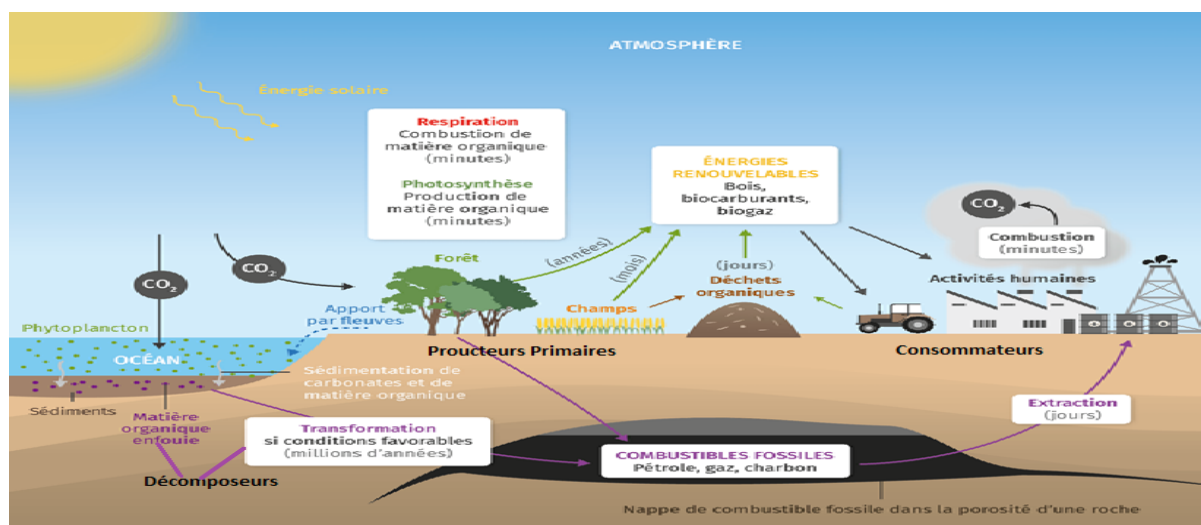 ATMOSPHÈRE
Énergie solaire
Respiration
Combustion de
matière organique
(minutes)
Photosynthèse
Production de
matière organique
(minutes)
ÉNERGIES
RENOUVELABLES
Bois,
biocarburants,
biogaz
CO₂
Combustion
(minutes)
CO₂
CO₂
Forêt
(années)
(mois)
(jours)
Déchets
organiques
Activités humaines
Apport
par fleuves
Champs
Phytoplancton
OCÉAN
Proucteurs Primaires
Consommateurs
Sédimentation de
carbonates et de
matière organique
Sédiments
Matière
organique
enfouie
Extraction
(jours)
Transformation
si conditions favorables
(millions d'années)
COMBUSTIBLES FOSSILES
Pétrole, gaz, charbon
Décomposeurs
Nappe de combustible fossile dans la porosité d'une roche